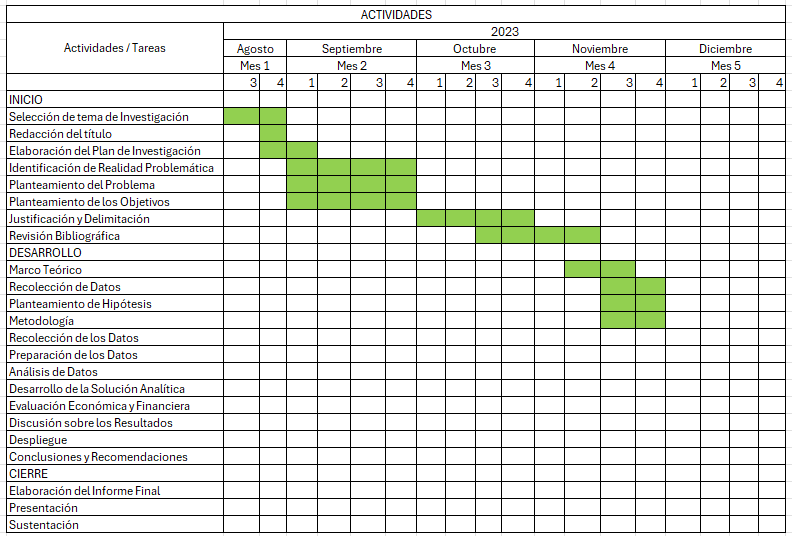 ACTIVIDADES
Actividades / Tareas
2023
Agosto Septiembre Octubre Noviembre Diciembre
Mes 1 Mes 2 Mes 3 Mes 4 Mes 5
3 4 1 2 3 4 1 2 3 4 1 2 3 4 1 2 3 4
INICIO
Selección de tema de Investigación
Redacción del título
Elaboración del Plan de Investigación
Identificación de Realidad Problemática
Planteamiento del Problema
Planteamiento de los Objetivos
Justificación y Delimitación
Revisión Bibliográfica
DESARROLLO
Marco Teórico
Recolección de Datos
Planteamiento de Hipótesis
Metodología
Recolección de los Datos
Preparación de los Datos
Análisis de Datos
Desarrollo de la Solución Analítica
Evaluación Económica y Financiera
Discusión sobre los Resultados
Despliegue
Conclusiones y Recomendaciones
CIERRE
Elaboración del Informe Final
Presentación
Sustentación